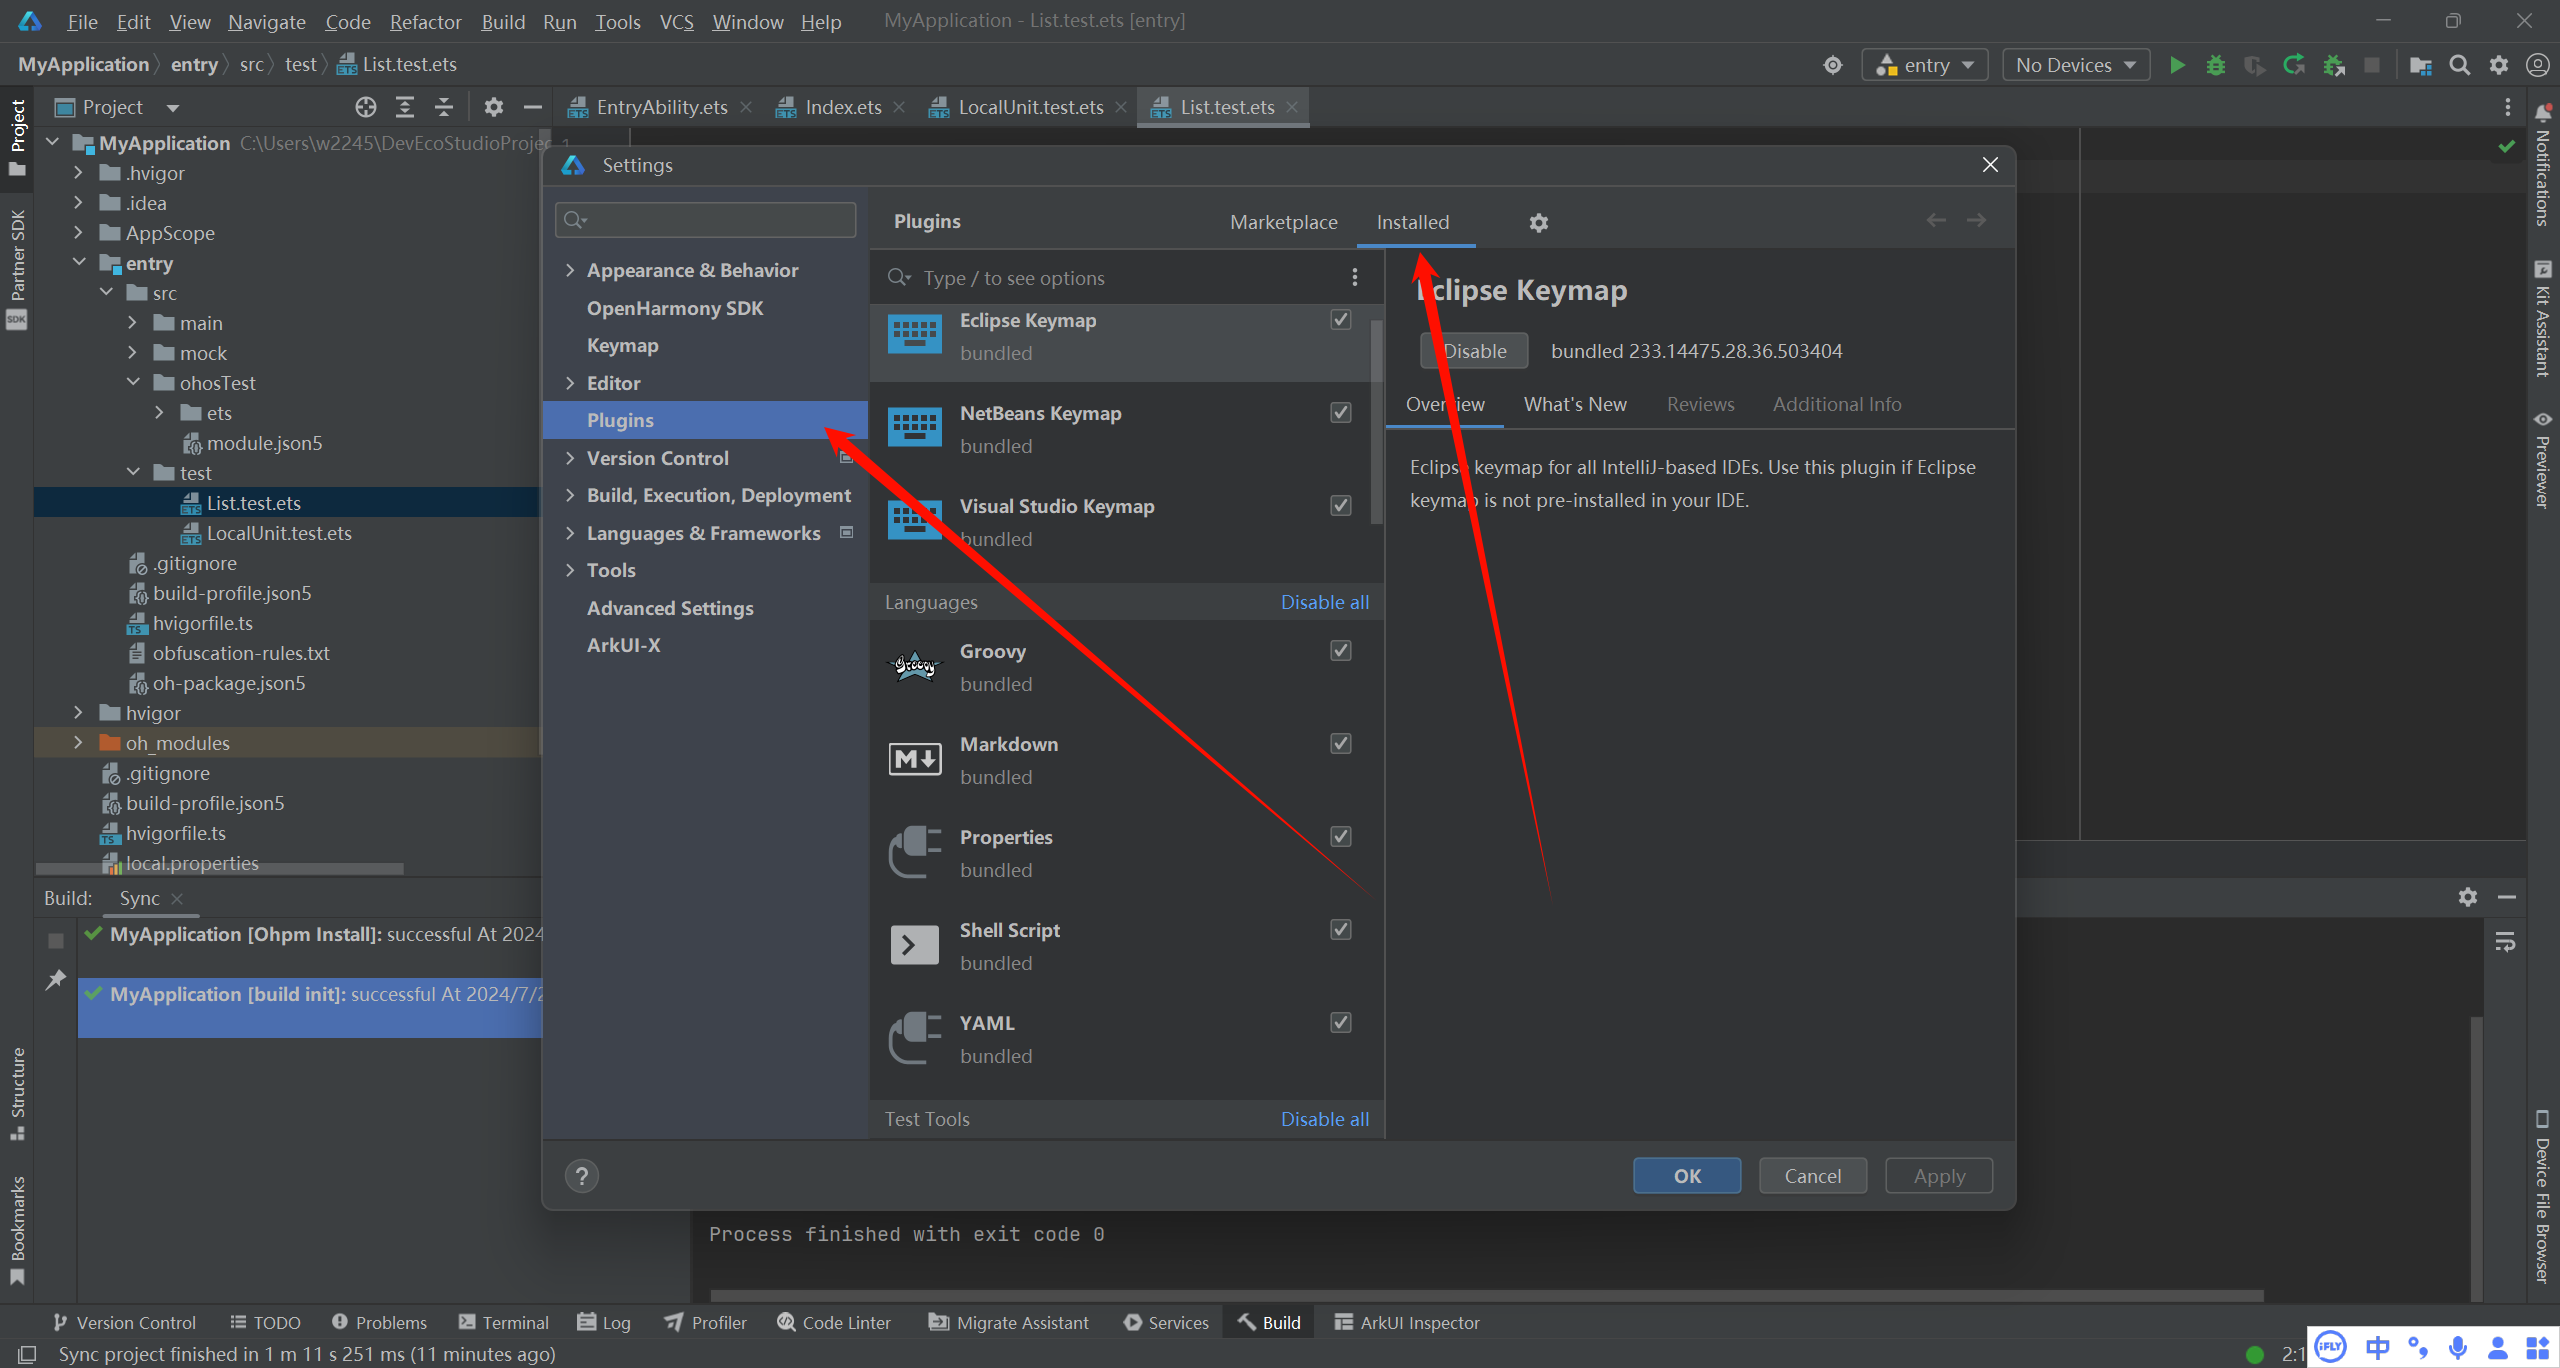 File Edit View Navigate Code Refactor Build Run Tools VCS Window Help MyApplication - List.test.ets [entry]
MyApplication entry src test List.test.ets entry No Devices
Project EntryAbility.ets Index.ets LocalUnit.test.ets List.test.ets
Project
Partner SDK
SDK
Structure
Bookmarks
MyApplication C:\Users\w2245\DevEcoStudioProje
.hvigor
.idea
AppScope
entry
src
main
mock
ohosTest
ets
module.json5
test
List.test.ets
LocalUnit.test.ets
.gitignore
build-profile.json5
hvigorfile.ts
obfuscation-rules.txt
oh-package.json5
hvigor
oh_modules
.gitignore
build-profile.json5
hvigorfile.ts
local.properties
1
Settings
Appearance & Behavior
OpenHarmony SDK
Keymap
Editor
Plugins
Version Control
Build, Execution, Deployment
Languages & Frameworks
Tools
Advanced Settings
ArkUI-X
Plugins Marketplace Installed
Type / to see options
Eclipse Keymap
bundled
NetBeans Keymap
bundled
Visual Studio Keymap
bundled
Languages Disable all
Groovy
bundled
Markdown
bundled
Properties
bundled
Shell Script
bundled
YAML
bundled
Test Tools Disable all
Eclipse Keymap
Disable bundled 233.14475.28.36.503404
Overview What's New Reviews Additional Info
Eclipse keymap for all IntelliJ-based IDEs. Use this plugin if Eclipse
keymap is not pre-installed in your IDE.
? OK Cancel Apply
Notifications
Kit Assistant
Previewer
Device File Browser
Build: Sync
MyApplication [Ohpm Install]: successful At 2024
MyApplication [build init]: successful At 2024/7/2
Process finished with exit code 0
Version Control TODO Problems Terminal Log Profiler Code Linter Migrate Assistant Services Build ArkUI Inspector
Sync project finished in 1 m 11 s 251 ms (11 minutes ago) 2:1 iFLY 中